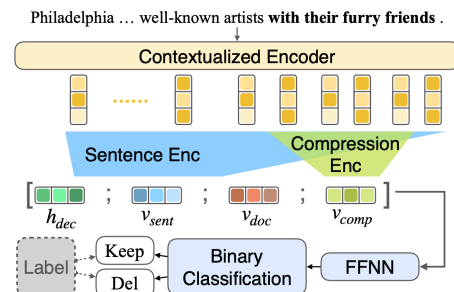 Philadelphia … well-known artists with their furry friends .
Contextualized Encoder
......
Sentence Enc
Compression
Enc
[ ; ; ; ]
h_dec v_sent v_doc v_comp
Label
Keep
Del
Binary
Classification
FFNN